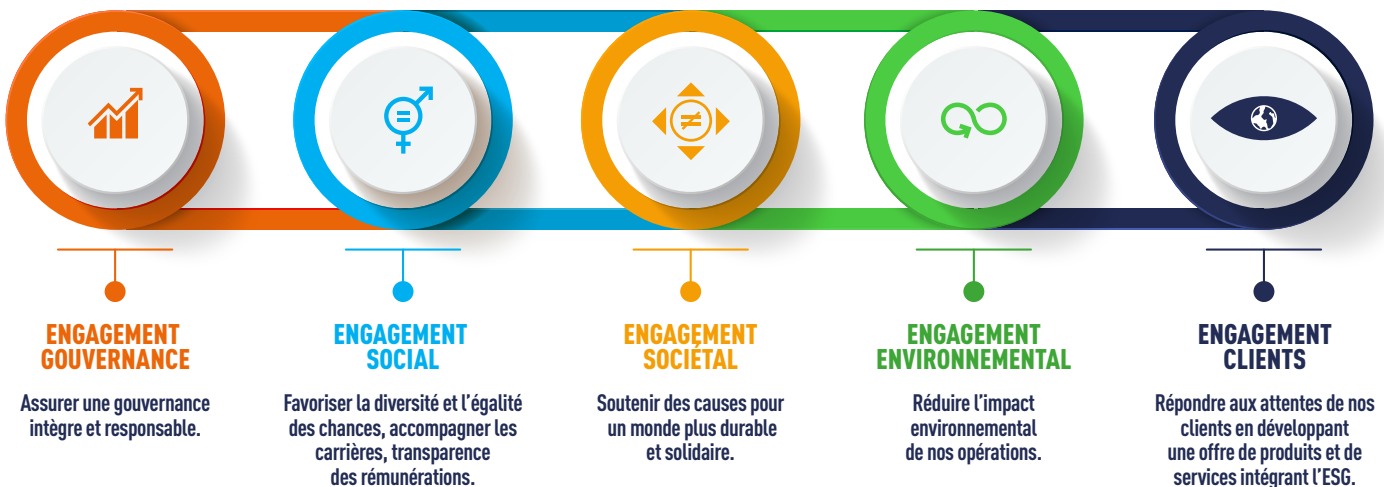 ENGAGEMENT
GOUVERNANCE
Assurer une gouvernance
intègre et responsable.
ENGAGEMENT
SOCIAL
Favoriser la diversité et l’égalité
des chances, accompagner les
carrières, transparence
des rémunérations.
ENGAGEMENT
SOCIÉTAL
Soutenir des causes pour
un monde plus durable
et solidaire.
ENGAGEMENT
ENVIRONNEMENTAL
Réduire l’impact
environnemental
de nos opérations.
ENGAGEMENT
CLIENTS
Répondre aux attentes de nos
clients en développant
une offre de produits et de
services intégrant l’ESG.